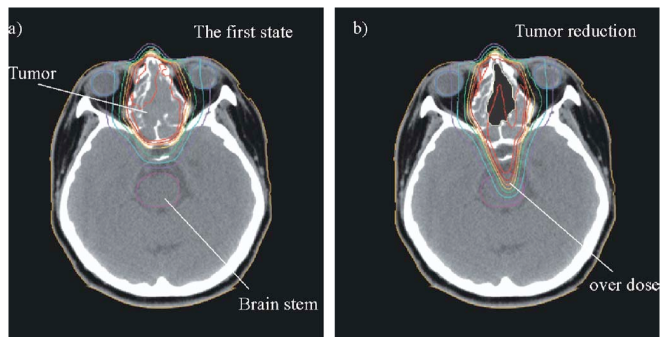 a)
The first state
Tumor
Brain stem
b)
Tumor reduction
over dose